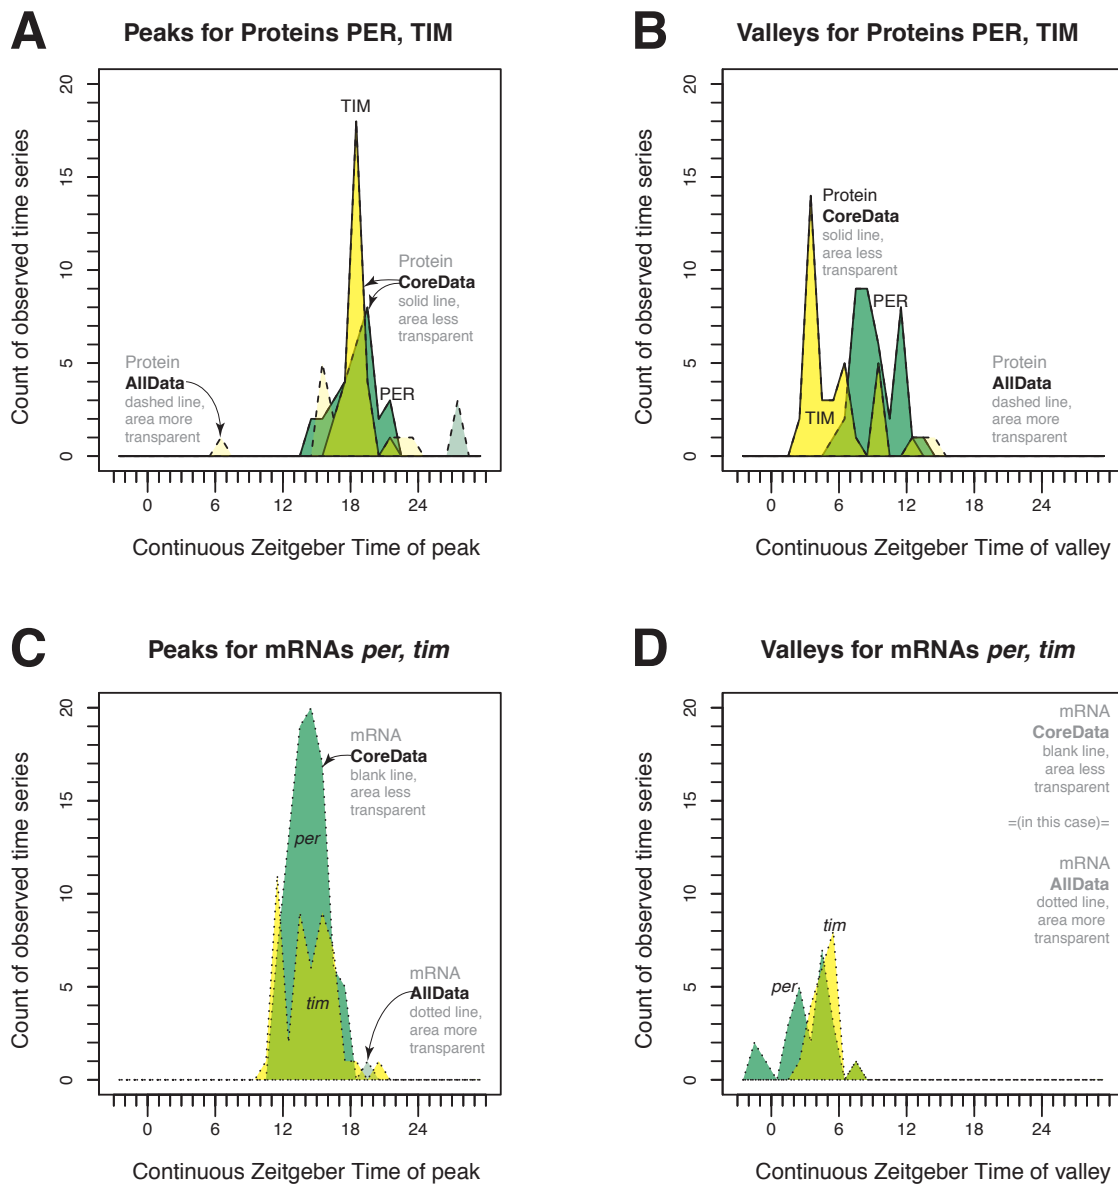 A
Peaks for Proteins PER, TIM
Count of observed time series
20
15
10
5
0
TIM
Protein
CoreData
solid line,
area less
transparent
PER
Protein
AllData
dashed line,
area more
transparent
0 6 12 18 24
Continuous Zeitgeber Time of peak
B
Valleys for Proteins PER, TIM
Count of observed time series
20
15
10
5
0
Protein
CoreData
solid line,
area less
transparent
PER
TIM
Protein
AllData
dashed line,
area more
transparent
0 6 12 18 24
Continuous Zeitgeber Time of valley
C
Peaks for mRNAs per, tim
Count of observed time series
20
15
10
5
0
mRNA
CoreData
blank line,
area less
transparent
per
tim
mRNA
AllData
dotted line,
area more
transparent
0 6 12 18 24
Continuous Zeitgeber Time of peak
D
Valleys for mRNAs per, tim
Count of observed time series
20
15
10
5
0
mRNA
CoreData
blank line,
area less
transparent
=(in this case)=
mRNA
AllData
dotted line,
area more
transparent
tim
per
0 6 12 18 24
Continuous Zeitgeber Time of valley